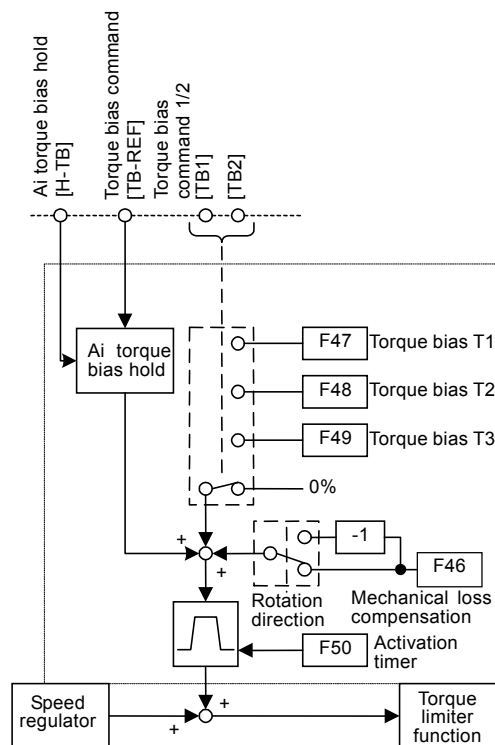 Ai torque bias hold
[H-TB]
Torque bias command
[TB-REF]
Torque bias
command 1/2
[TB1]
[TB2]
Ai torque
bias hold
F47
Torque bias T1
F48
Torque bias T2
F49
Torque bias T3
0%
+
+
-1
F46
Rotation
direction
Mechanical loss
compensation
F50
Activation
timer
Speed
regulator
+
+
Torque
limiter
function